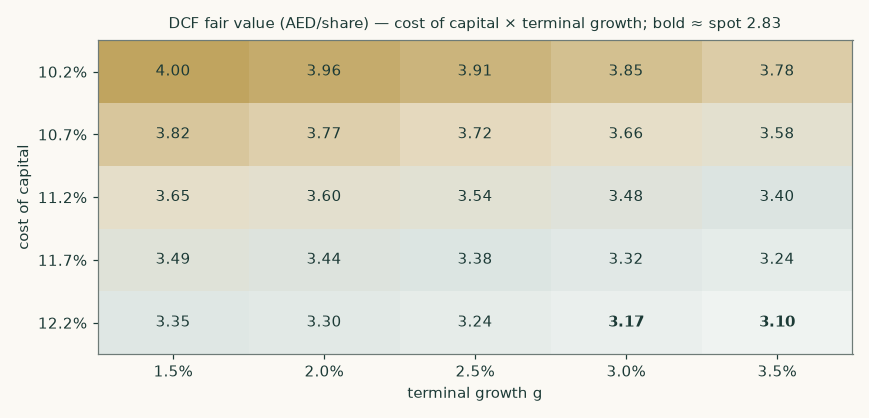 DCF fair value (AED/share) — cost of capital × terminal growth; bold ≈ spot 2.83
cost of capital
10.2% 4.00 3.96 3.91 3.85 3.78
10.7% 3.82 3.77 3.72 3.66 3.58
11.2% 3.65 3.60 3.54 3.48 3.40
11.7% 3.49 3.44 3.38 3.32 3.24
12.2% 3.35 3.30 3.24 3.17 3.10
1.5% 2.0% 2.5% 3.0% 3.5%
terminal growth g